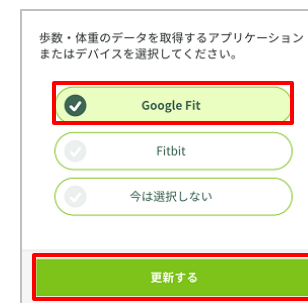 歩数・体重のデータを取得するアプリケーション
またはデバイスを選択してください。
Google Fit
Fitbit
今は選択しない
更新する